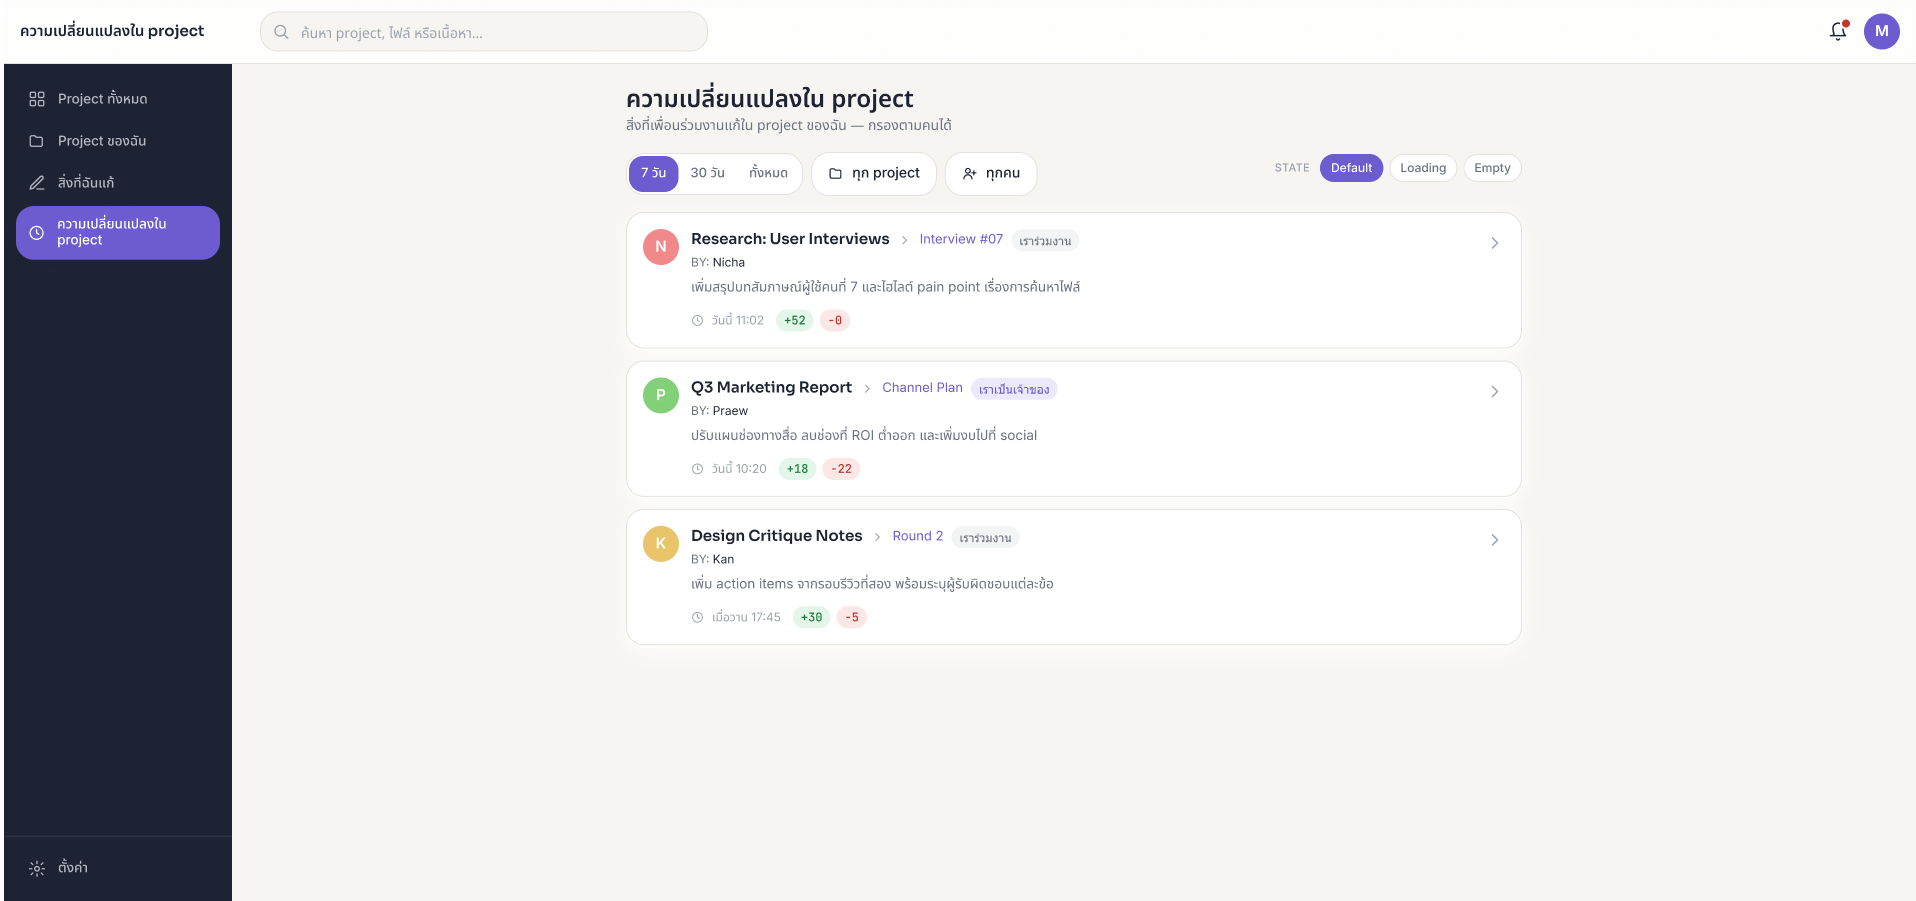 ความเปลี่ยนแปลงใน project
ค้นหา project, ไฟล์ หรือเนื้อหา...
M
Project ทั้งหมด
Project ของฉัน
สิ่งที่ฉันแก้
ความเปลี่ยนแปลงใน
project
ตั้งค่า
ความเปลี่ยนแปลงใน project
สิ่งที่เพื่อนร่วมงานแก้ใน project ของฉัน — กรองตามคนได้
7 วัน 30 วัน ทั้งหมด ทุก project ทุกคน STATE Default Loading Empty
N Research: User Interviews Interview #07 เราร่วมงาน
BY: Nicha
เพิ่มสรุปบทสัมภาษณ์ผู้ใช้คนที่ 7 และไฮไลต์ pain point เรื่องการค้นหาไฟล์
วันนี้ 11:02 +52 -0
P Q3 Marketing Report Channel Plan เราเป็นเจ้าของ
BY: Praew
ปรับแผนช่องทางสื่อ ลบช่องที่ ROI ต่ำออก และเพิ่มงบไปที่ social
วันนี้ 10:20 +18 -22
K Design Critique Notes Round 2 เราร่วมงาน
BY: Kan
เพิ่ม action items จากรอบรีวิวที่สอง พร้อมระบุผู้รับผิดชอบแต่ละข้อ
เมื่อวาน 17:45 +30 -5